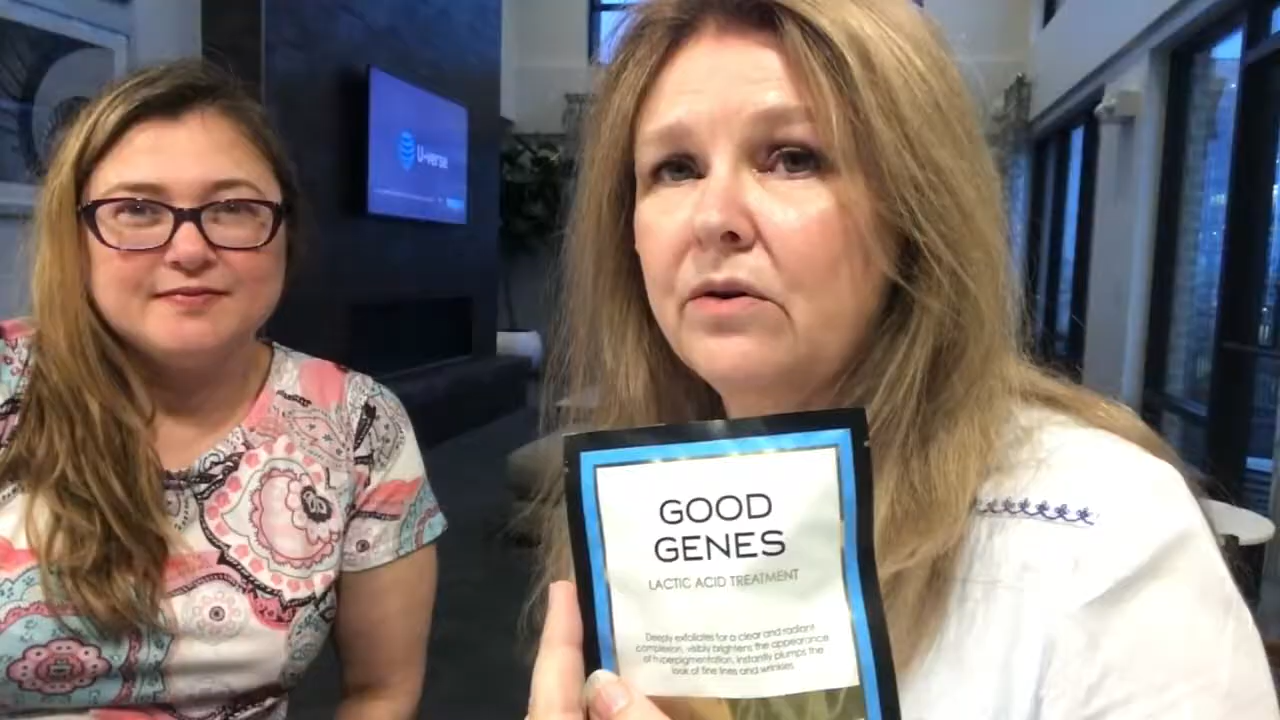 U-verse
GOOD
GENES
LACTIC ACID TREATMENT
Deeply exfoliates for a clear and radiant
complexion, visibly brightens the appearance
of hyperpigmentation, instantly plumps the
look of fine lines and wrinkles